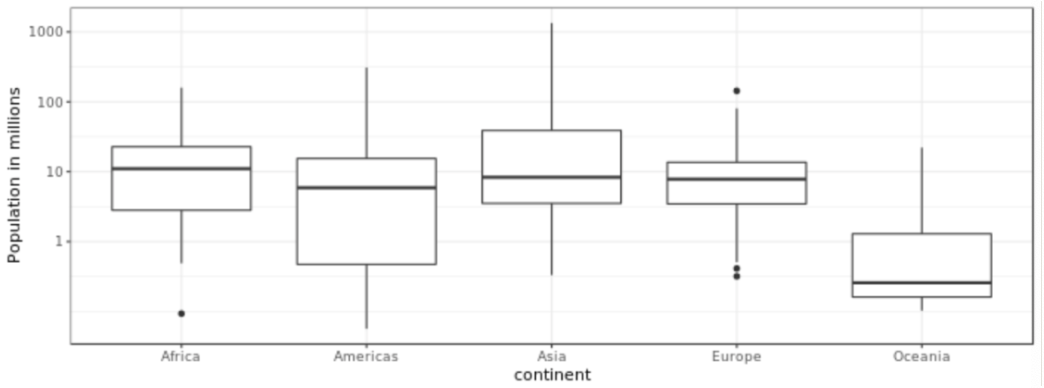 Population in millions
1000
100
10
1
Africa
Americas
Asia
Europe
Oceania
continent